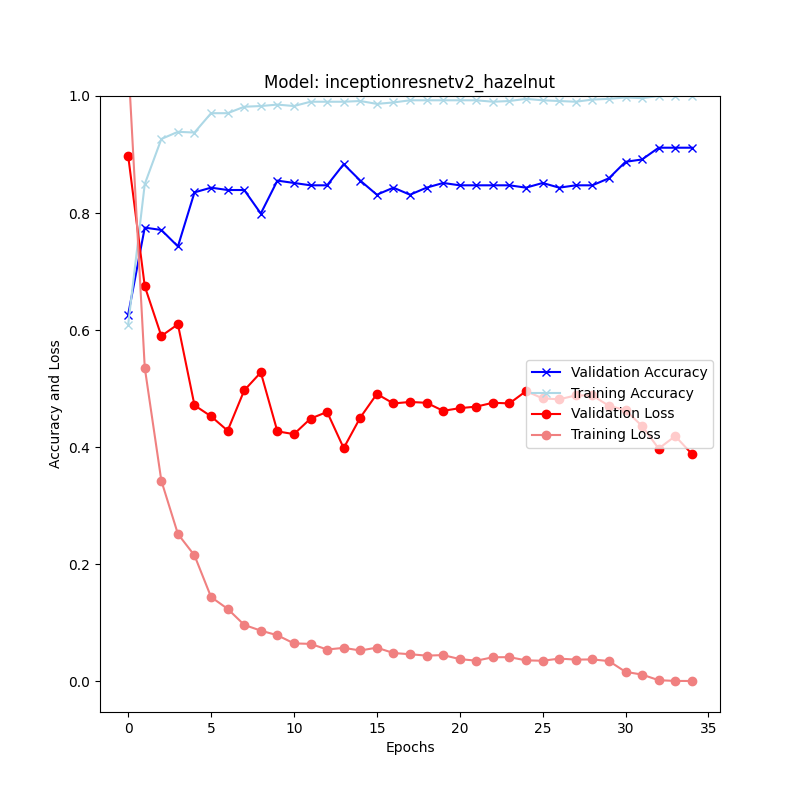 Model: inceptionresnetv2_hazelnut
1.0
0.8
0.6
0.4
0.2
0.0
Accuracy and Loss
Validation Accuracy
Training Accuracy
Validation Loss
Training Loss
0 5 10 15 20 25 30 35
Epochs